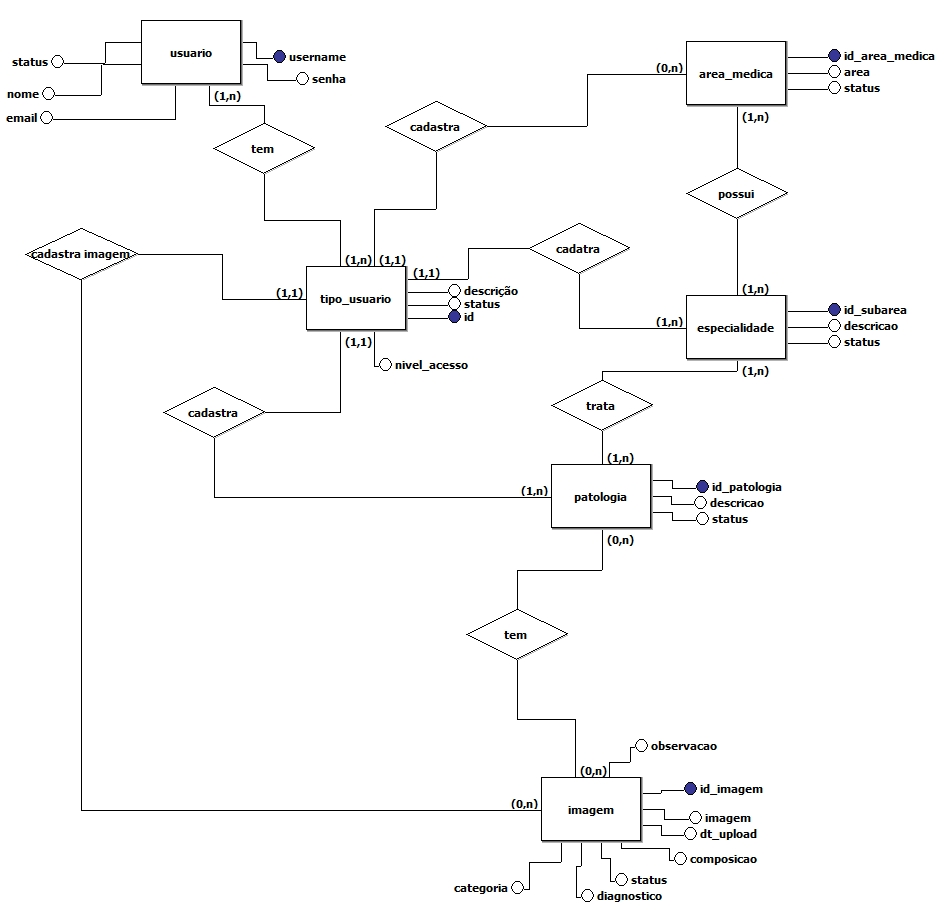 usuario
status
username
senha
nome
email
(1,n)
tem
cadastra
(0,n)
area_medica
id_area_medica
area
status
(1,n)
possui
cadastra imagem
cadatra
(1,n)
(1,1)
(1,1)
(1,1)
tipo_usuario
descrição
status
id
(1,n)
(1,n)
especialidade
id_subarea
descricao
status
(1,1)
nivel_acesso
(1,n)
cadastra
trata
(1,n)
(1,n)
patologia
id_patologia
descricao
status
(0,n)
tem
observacao
(0,n)
(0,n)
imagem
id_imagem
imagem
dt_upload
composicao
categoria
status
diagnostico